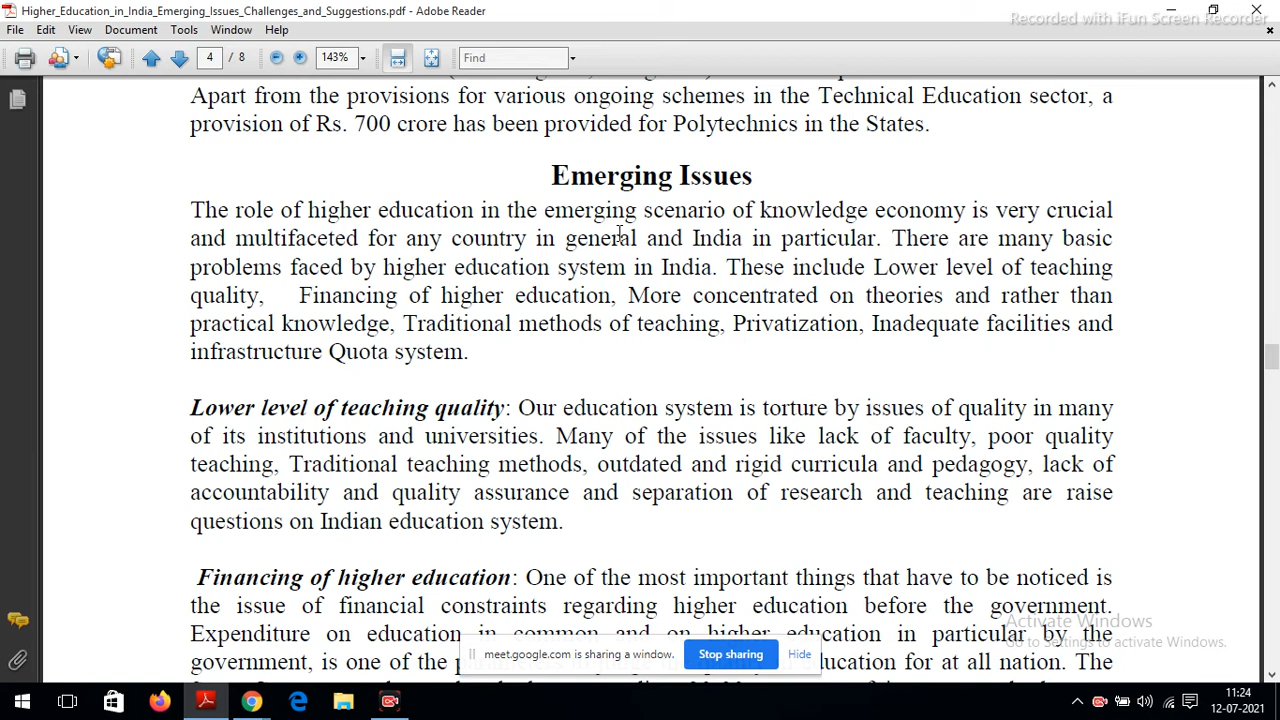 Higher_Education_in_India_Emerging_Issues_Challenges_and_Suggestions.pdf - Adobe Reader
Recorded with iFun Screen Recorder
File Edit View Document Tools Window Help
4 / 8 143% Find
Apart from the provisions for various ongoing schemes in the Technical Education sector, a
provision of Rs. 700 crore has been provided for Polytechnics in the States.
Emerging Issues
The role of higher education in the emerging scenario of knowledge economy is very crucial
and multifaceted for any country in general and India in particular. There are many basic
problems faced by higher education system in India. These include Lower level of teaching
quality, Financing of higher education, More concentrated on theories and rather than
practical knowledge, Traditional methods of teaching, Privatization, Inadequate facilities and
infrastructure Quota system.
Lower level of teaching quality: Our education system is torture by issues of quality in many
of its institutions and universities. Many of the issues like lack of faculty, poor quality
teaching, Traditional teaching methods, outdated and rigid curricula and pedagogy, lack of
accountability and quality assurance and separation of research and teaching are raise
questions on Indian education system.
Financing of higher education: One of the most important things that have to be noticed is
the issue of financial constraints regarding higher education before the government.
Expenditure on education in common and on higher education in particular by the
government, is one of the education for at all nation. The
Activate Windows
Go to Settings to activate Windows.
meet.google.com is sharing a window. Stop sharing Hide
11:24
12-07-2021